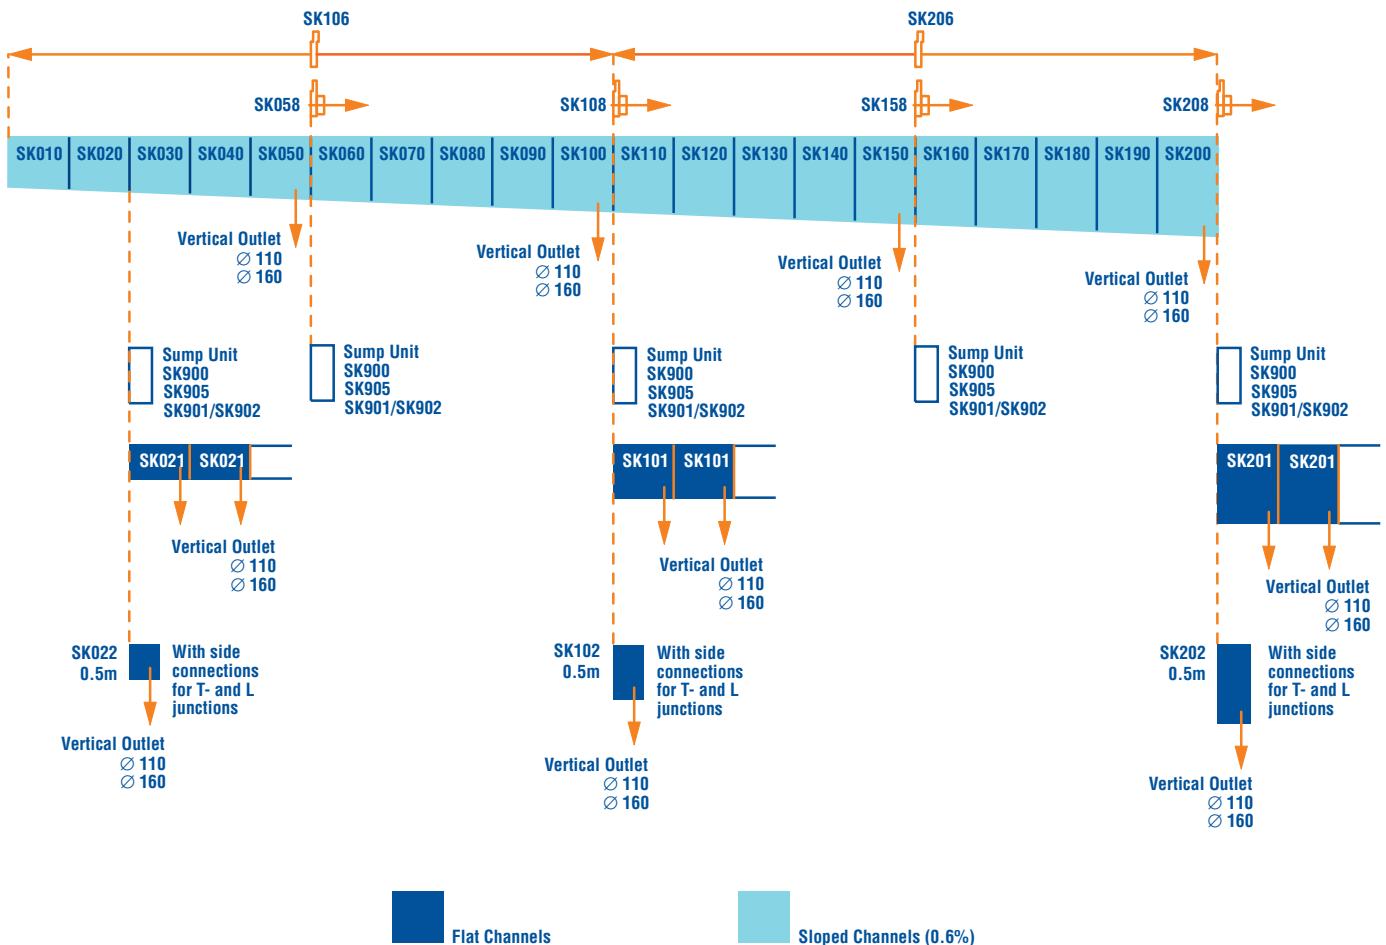 SK106
SK206
SK058
SK108
SK158
SK208
SK010 SK020 SK030 SK040 SK050 SK060 SK070 SK080 SK090 SK100 SK110 SK120 SK130 SK140 SK150 SK160 SK170 SK180 SK190 SK200
Vertical Outlet
∅ 110
∅ 160
Vertical Outlet
∅ 110
∅ 160
Vertical Outlet
∅ 110
∅ 160
Vertical Outlet
∅ 110
∅ 160
Sump Unit
SK900
SK905
SK901/SK902
Sump Unit
SK900
SK905
SK901/SK902
Sump Unit
SK900
SK905
SK901/SK902
Sump Unit
SK900
SK905
SK901/SK902
Sump Unit
SK900
SK905
SK901/SK902
SK021 SK021
SK101 SK101
SK201 SK201
Vertical Outlet
∅ 110
∅ 160
Vertical Outlet
∅ 110
∅ 160
Vertical Outlet
∅ 110
∅ 160
SK022
0.5m
With side
connections
for T- and L
junctions
SK102
0.5m
With side
connections
for T- and L
junctions
SK202
0.5m
With side
connections
for T- and L
junctions
Vertical Outlet
∅ 110
∅ 160
Vertical Outlet
∅ 110
∅ 160
Vertical Outlet
∅ 110
∅ 160
Flat Channels
Sloped Channels (0.6%)